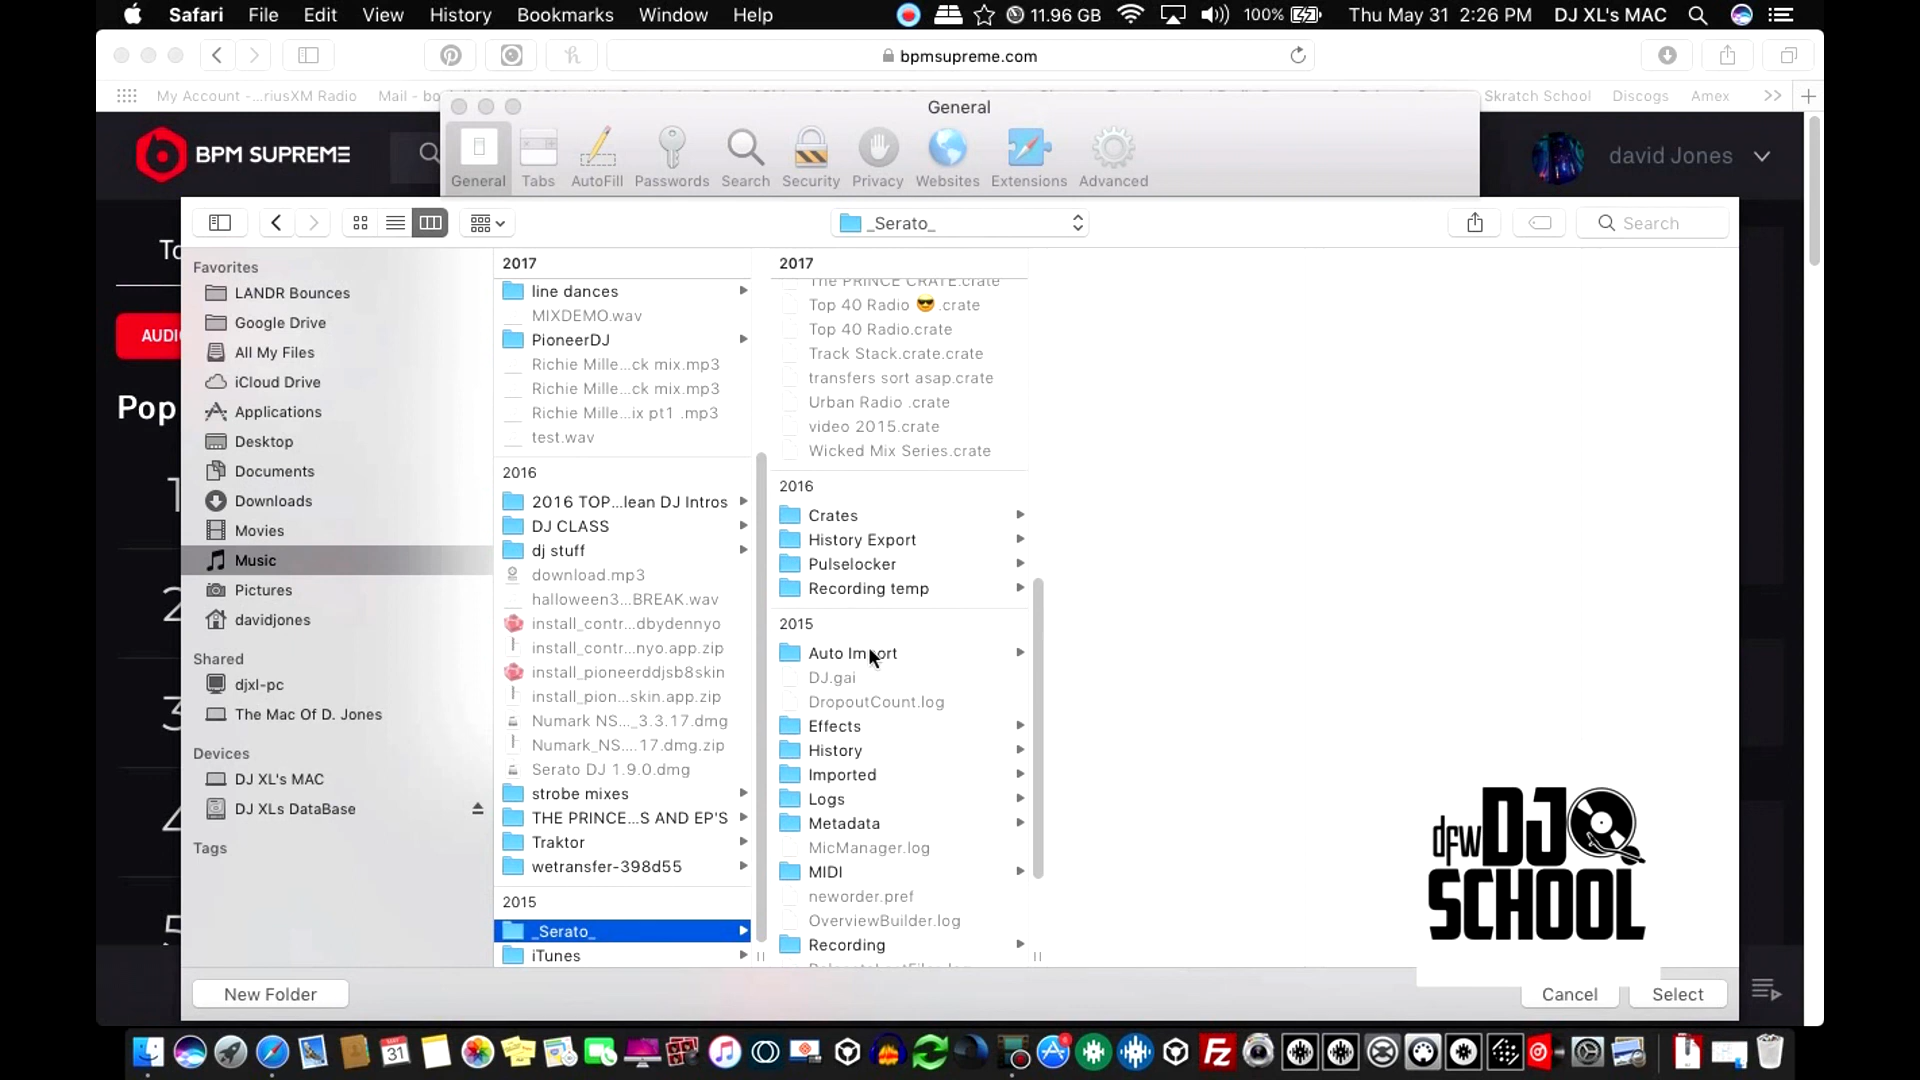 Safari File Edit View History Bookmarks Window Help 11.96 GB 100% Thu May 31 2:26 PM DJ XL's MAC
bpmsupreme.com
My Account -...riusXM Radio Mail - bo Skratch School Discogs Amex >>
General
BPM SUPREME
General Tabs AutoFill Passwords Search Security Privacy Websites Extensions Advanced
david Jones
_Serato_
Search
To
AUDI
Pop
1
2
3
4
5
Favorites
LANDR Bounces
Google Drive
All My Files
iCloud Drive
Applications
Desktop
Documents
Downloads
Movies
Music
Pictures
davidjones
Shared
djxl-pc
The Mac Of D. Jones
Devices
DJ XL's MAC
DJ XLs DataBase
Tags
2017
line dances
MIXDEMO.wav
PioneerDJ
Richie Mille...ck mix.mp3
Richie Mille...ck mix.mp3
Richie Mille...ix pt1 .mp3
test.wav
2016
2016 TOP...lean DJ Intros
DJ CLASS
dj stuff
download.mp3
halloween3...BREAK.wav
install_contr...dbydennyo
install_contr...nyo.app.zip
install_pioneerddjsb8skin
install_pion...skin.app.zip
Numark NS..._3.3.17.dmg
Numark_NS....17.dmg.zip
Serato DJ 1.9.0.dmg
strobe mixes
THE PRINCE...S AND EP'S
Traktor
wetransfer-398d55
2015
_Serato_
iTunes
2017
The PRINCE CRATE.crate
Top 40 Radio 😎 .crate
Top 40 Radio.crate
Track Stack.crate.crate
transfers sort asap.crate
Urban Radio .crate
video 2015.crate
Wicked Mix Series.crate
2016
Crates
History Export
Pulselocker
Recording temp
2015
Auto Import
DJ.gai
DropoutCount.log
Effects
History
Imported
Logs
Metadata
MicManager.log
MIDI
neworder.pref
OverviewBuilder.log
Recording
dfw DJ
SCHOOL
New Folder Cancel Select
31